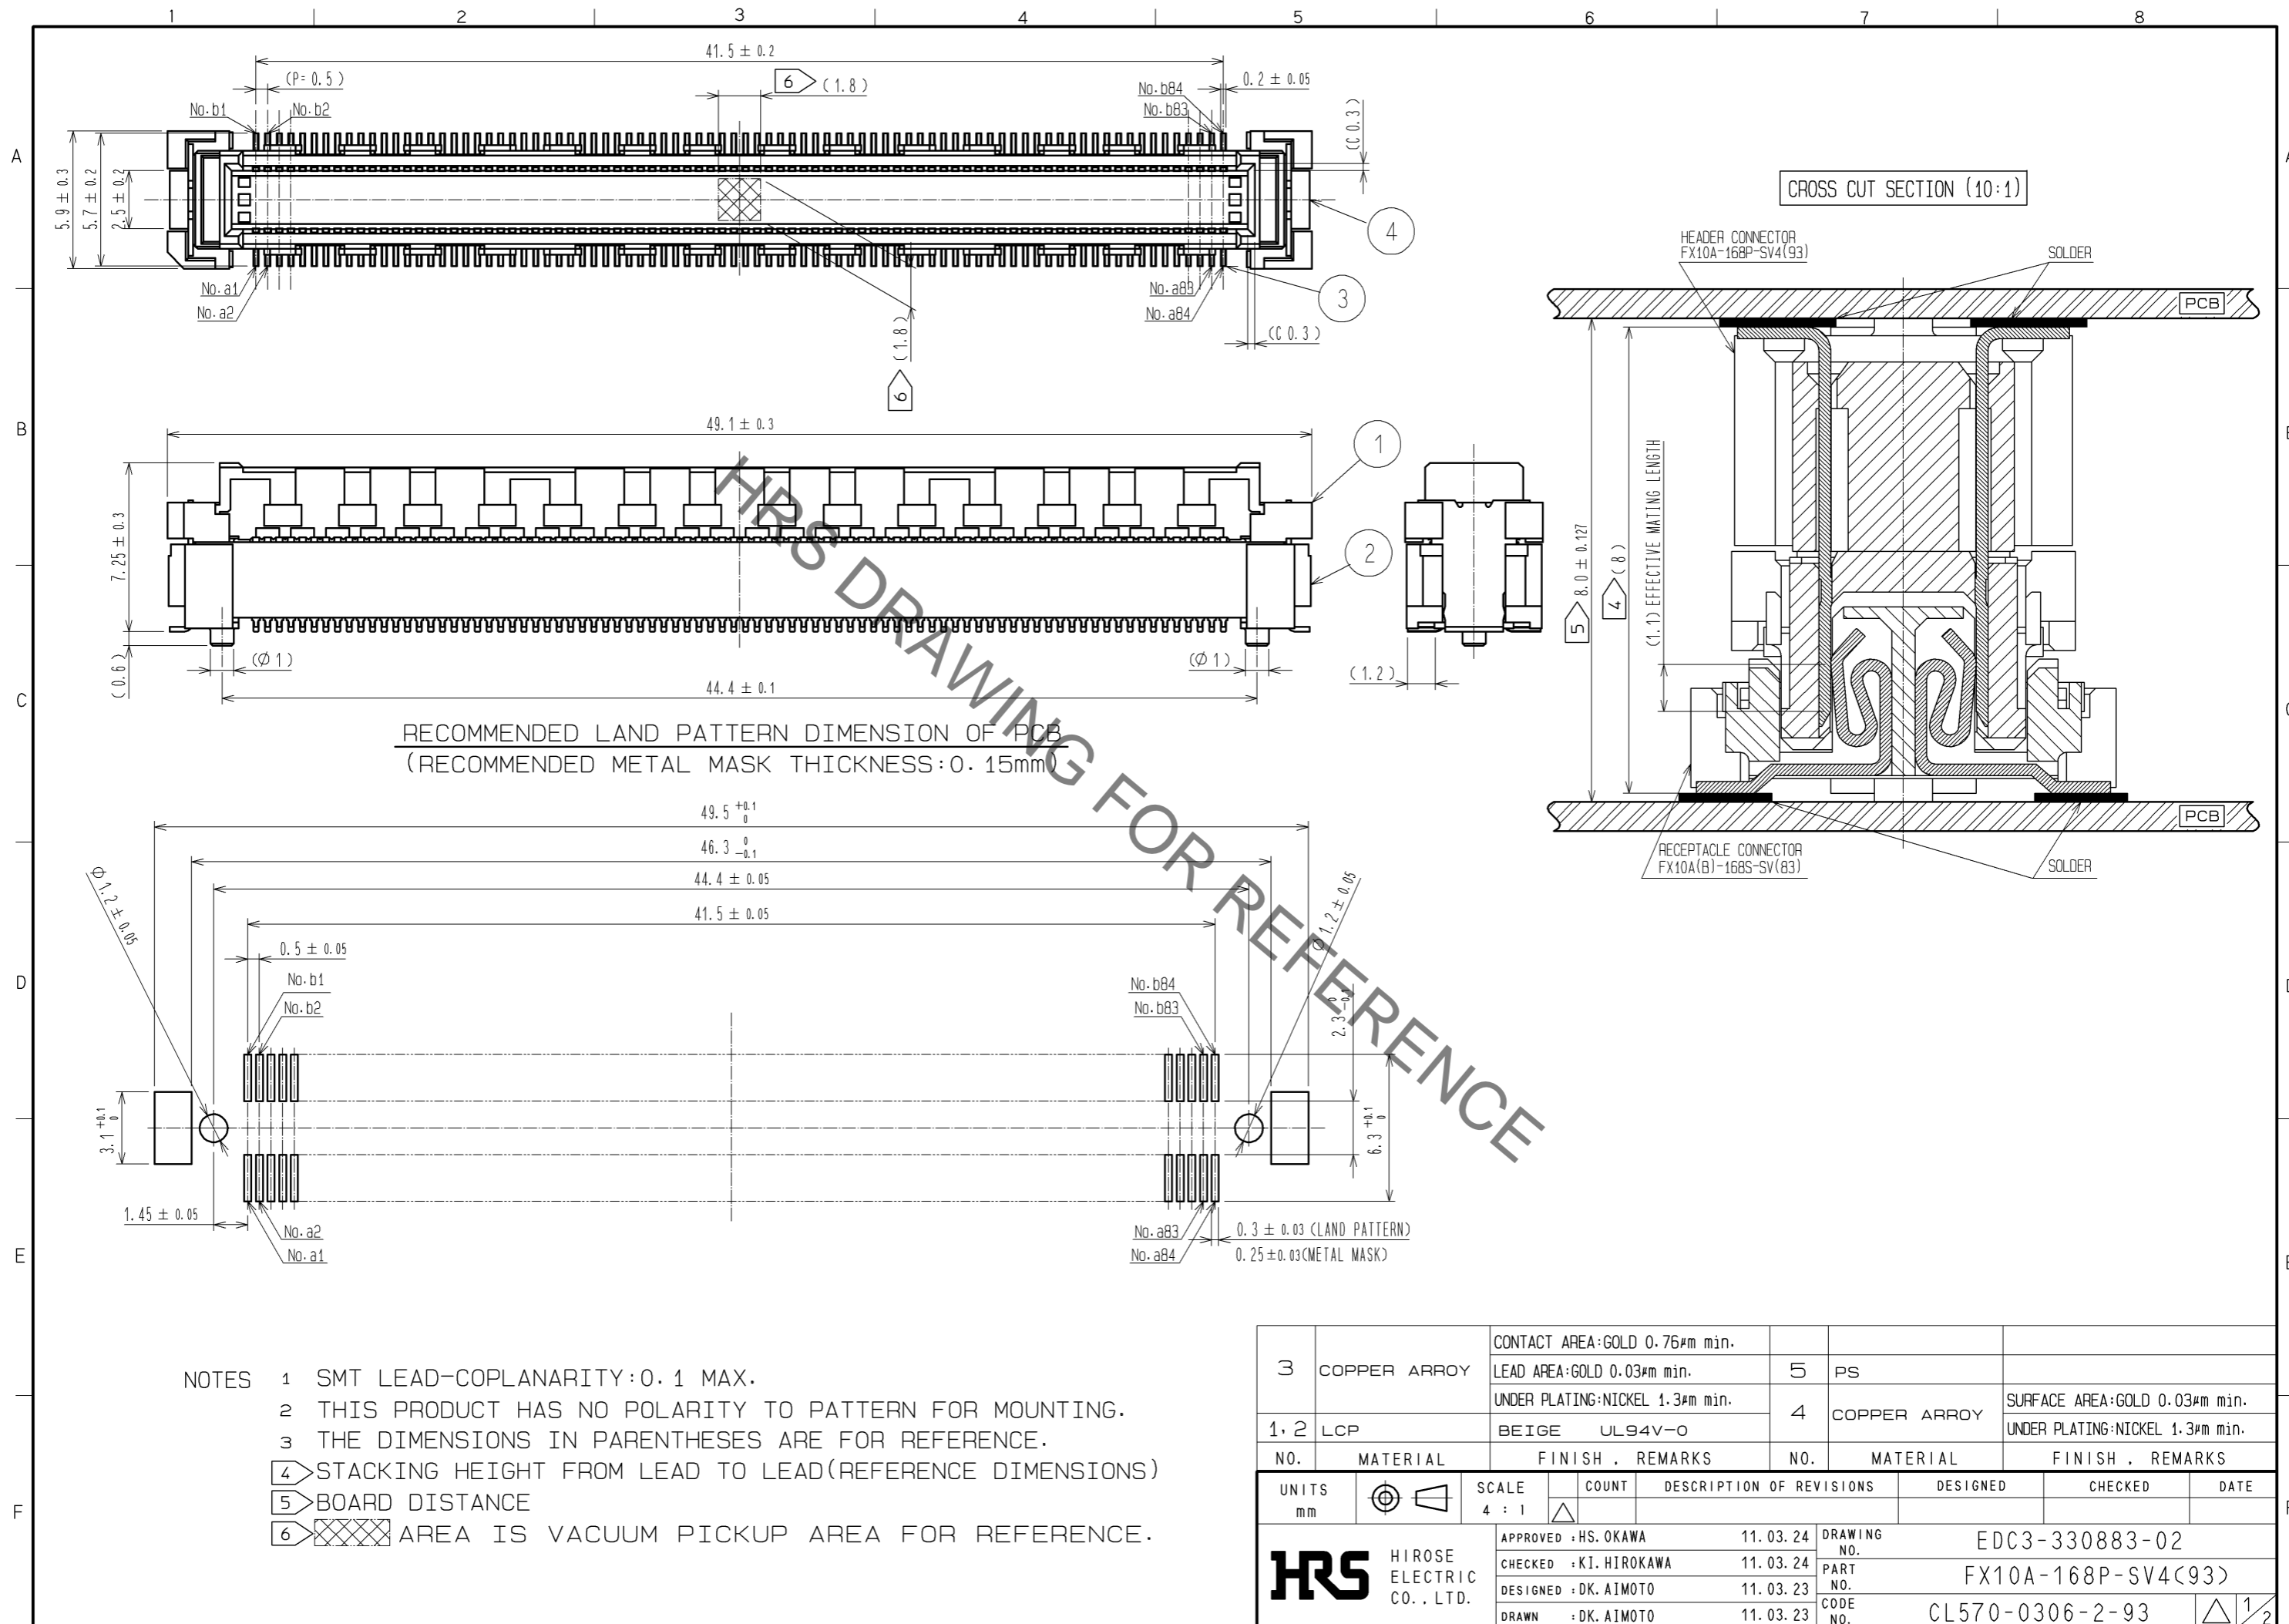 1 2 3 4 5 6 7 8
A
B
C
D
E
F
41.5 ± 0.2
(P=0.5)
6 (1.8)
0.2 ± 0.05
No.b1
No.b2
No.b84
No.b83
(C 0.3)
5.9 ± 0.3
5.7 ± 0.2
2.5 ± 0.2
4
3
No.a1
No.a2
No.a83
No.a84
(1.8)
6
(C 0.3)
49.1 ± 0.3
1
2
7.25 ± 0.3
(0.6)
(Ø 1)
(Ø 1)
44.4 ± 0.1
(1.2)
CROSS CUT SECTION (10:1)
HEADER CONNECTOR
FX10A-168P-SV4(93)
SOLDER
PCB
5 8.0 ± 0.127
4 (8)
(1.1) EFFECTIVE MATING LENGTH
PCB
RECEPTACLE CONNECTOR
FX10A(B)-168S-SV(83)
SOLDER
HRS DRAWING FOR REFERENCE
RECOMMENDED LAND PATTERN DIMENSION OF PCB
(RECOMMENDED METAL MASK THICKNESS:0.15mm)
49.5 +0.1 0
46.3 0 -0.1
44.4 ± 0.05
41.5 ± 0.05
Ø 1.2 ± 0.05
Ø 1.2 ± 0.05
0.5 ± 0.05
No.b1
No.b2
No.b84
No.b83
2.3 0 -0.1
6.3 +0.1 0
3.1 +0.1 0
1.45 ± 0.05
No.a2
No.a1
No.a83
No.a84
0.3 ± 0.03 (LAND PATTERN)
0.25±0.03(METAL MASK)
NOTES 1 SMT LEAD-COPLANARITY:0.1 MAX.
2 THIS PRODUCT HAS NO POLARITY TO PATTERN FOR MOUNTING.
3 THE DIMENSIONS IN PARENTHESES ARE FOR REFERENCE.
4 STACKING HEIGHT FROM LEAD TO LEAD(REFERENCE DIMENSIONS)
5 BOARD DISTANCE
6 AREA IS VACUUM PICKUP AREA FOR REFERENCE.
3 COPPER ARROY CONTACT AREA:GOLD 0.76µm min.
LEAD AREA:GOLD 0.03µm min.
UNDER PLATING:NICKEL 1.3µm min.
5 PS
4 COPPER ARROY SURFACE AREA:GOLD 0.03µm min.
UNDER PLATING:NICKEL 1.3µm min.
1, 2 LCP BEIGE UL94V-0
NO. MATERIAL FINISH , REMARKS NO. MATERIAL FINISH , REMARKS
UNITS mm
SCALE 4 : 1
COUNT DESCRIPTION OF REVISIONS DESIGNED CHECKED DATE
HRS HIROSE ELECTRIC CO., LTD.
APPROVED :HS.OKAWA 11.03.24
CHECKED :KI.HIROKAWA 11.03.24
DESIGNED :DK.AIMOTO 11.03.23
DRAWN :DK.AIMOTO 11.03.23
DRAWING NO. EDC3-330883-02
PART NO. FX10A-168P-SV4(93)
CODE NO. CL570-0306-2-93
1/2